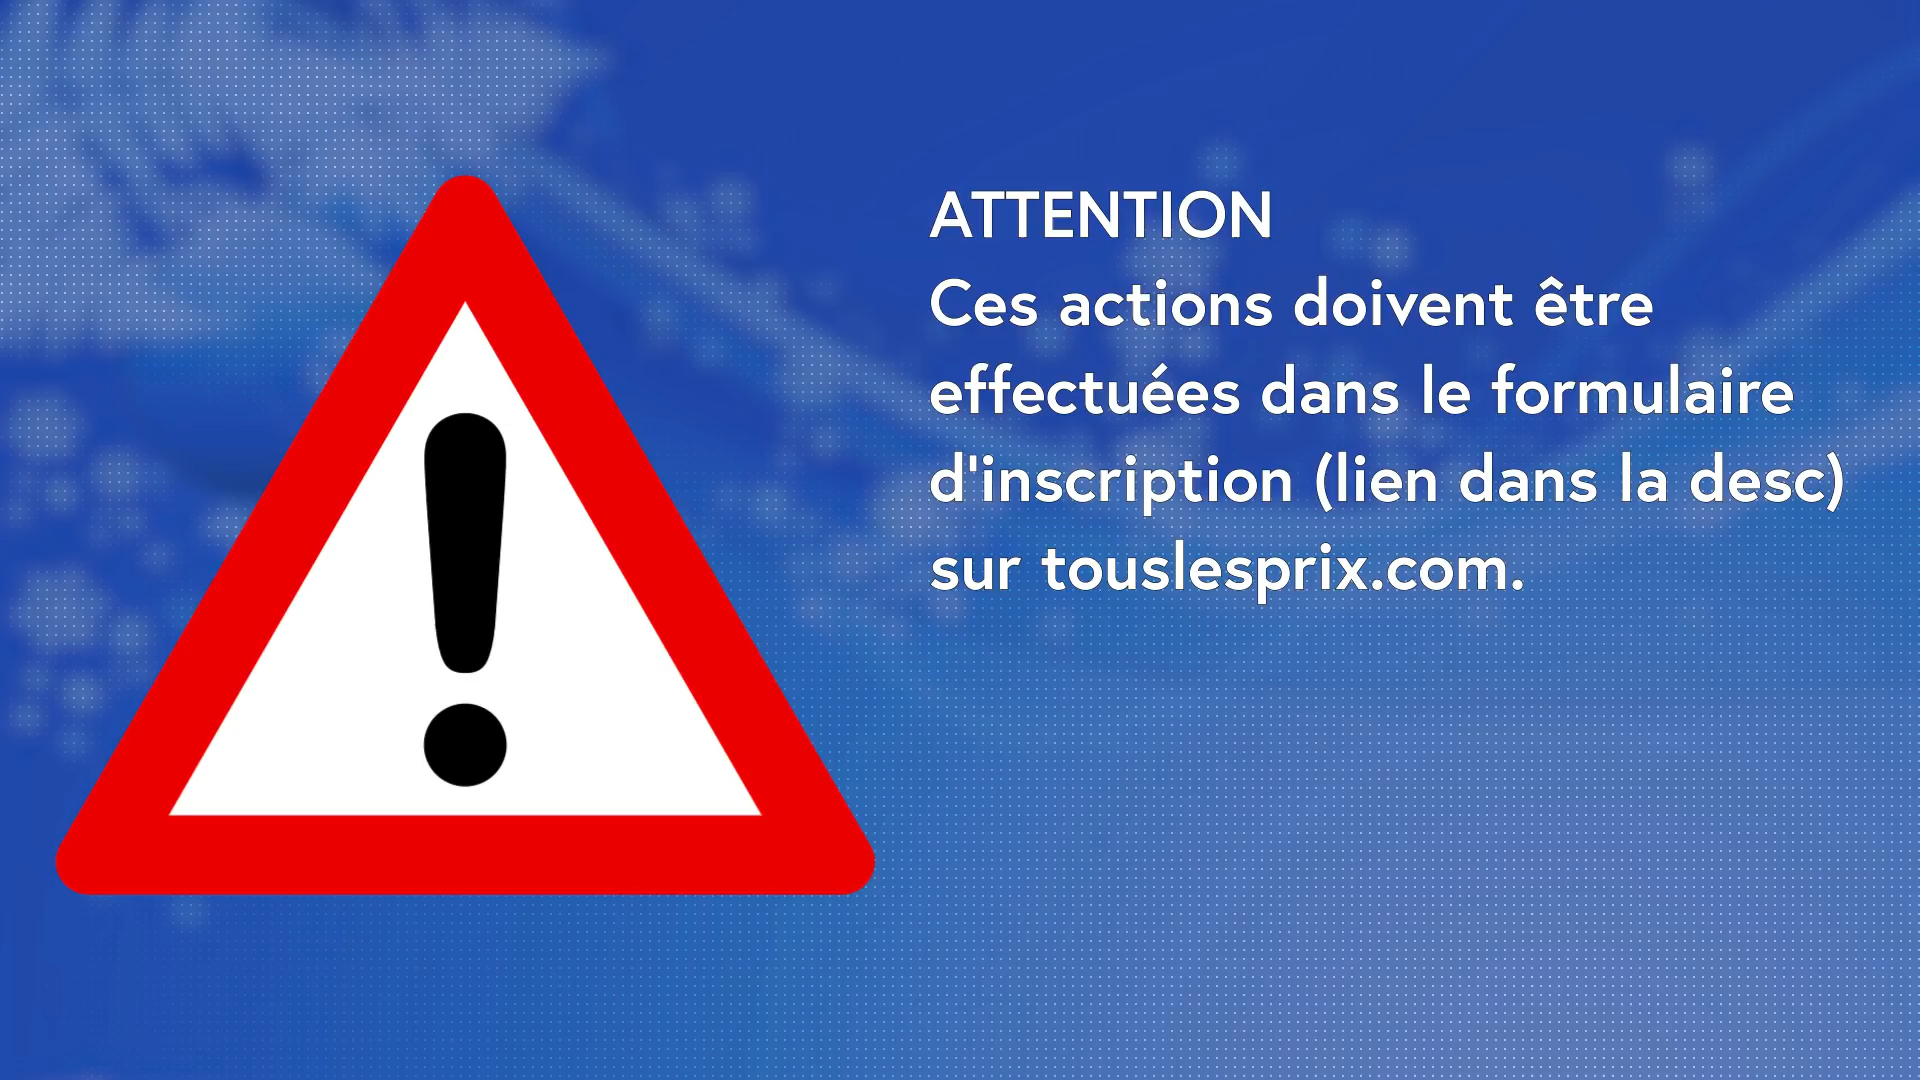 ATTENTION
Ces actions doivent être
effectuées dans le formulaire
d'inscription (lien dans la desc)
sur touslesprix.com.